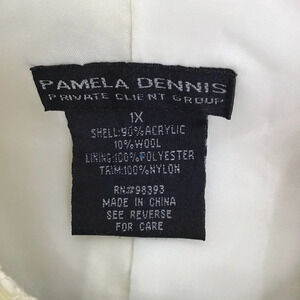 PAMELA DENNIS
PRIVATE CLIENT GROUP
1X
SHELL:90%ACRYLIC
10%WOOL
LINING:100%POLYESTER
TRIM:100%NYLON
RN#98393
MADE IN CHINA
SEE REVERSE
FOR CARE